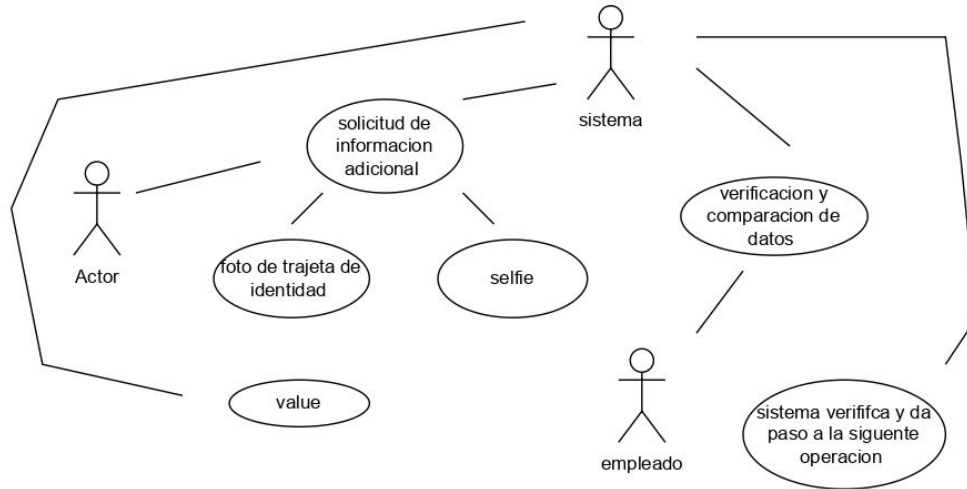 sistema
solicitud de
informacion
adicional
Actor
verificacion y
comparacion de
datos
foto de trajeta de
identidad
selfie
value
empleado
sistema verififca y da
paso a la siguente
operacion